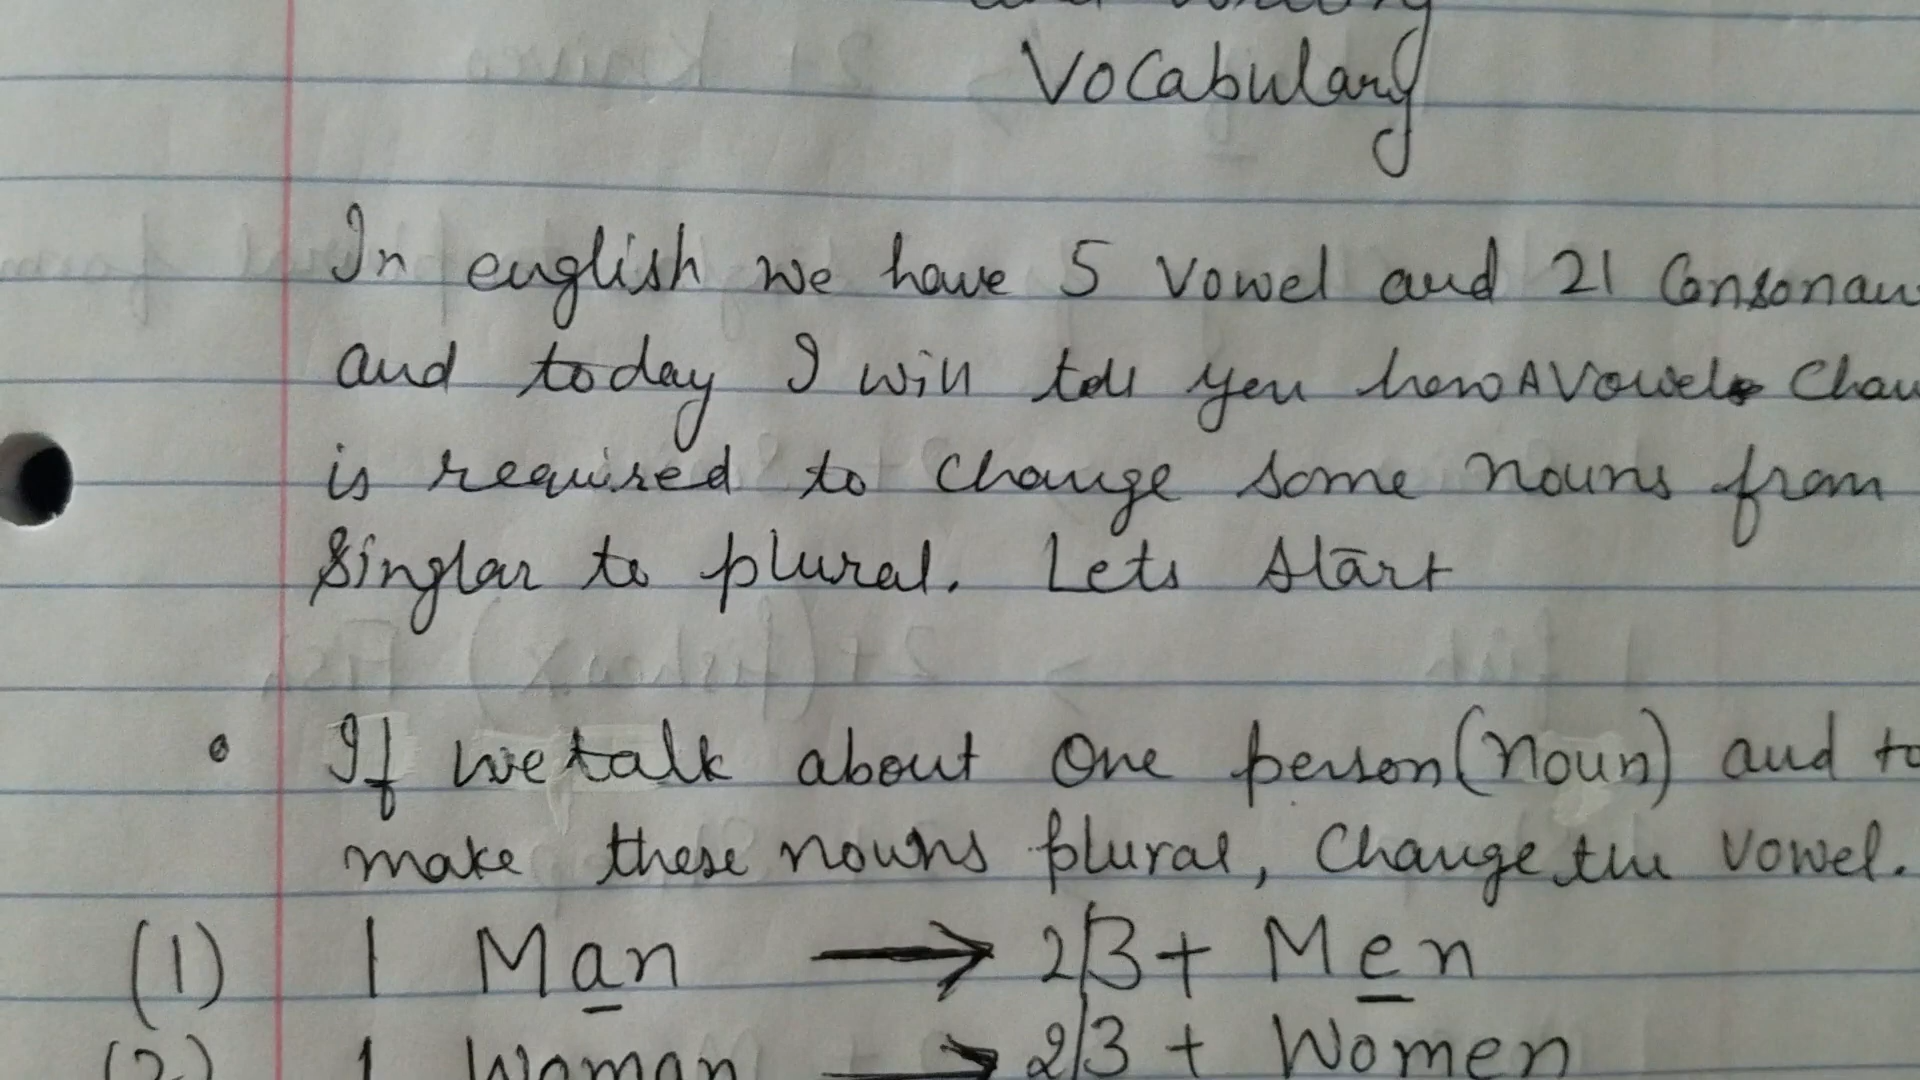 Vocabulary
In english we have 5 Vowel and 21
and today I will tell you how A Vowel
is required to change some nouns from
Singlar to plural. Lets Start
• If we talk about One person (Noun) and to
make these nouns plural, Change the Vowel.
(1) 1 Man → 2/3+ Men
(2) 1 Woman → 2/3 + Women